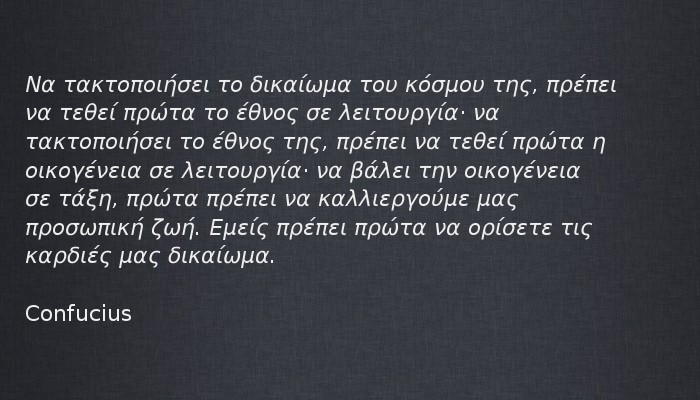 Να τακτοποιήσει το δικαίωμα του κόσμου της, πρέπει
να τεθεί πρώτα το έθνος σε λειτουργία· να
τακτοποιήσει το έθνος της, πρέπει να τεθεί πρώτα η
οικογένεια σε λειτουργία· να βάλει την οικογένεια
σε τάξη, πρώτα πρέπει να καλλιεργούμε μας
προσωπική ζωή. Εμείς πρέπει πρώτα να ορίσετε τις
καρδιές μας δικαίωμα.
Confucius